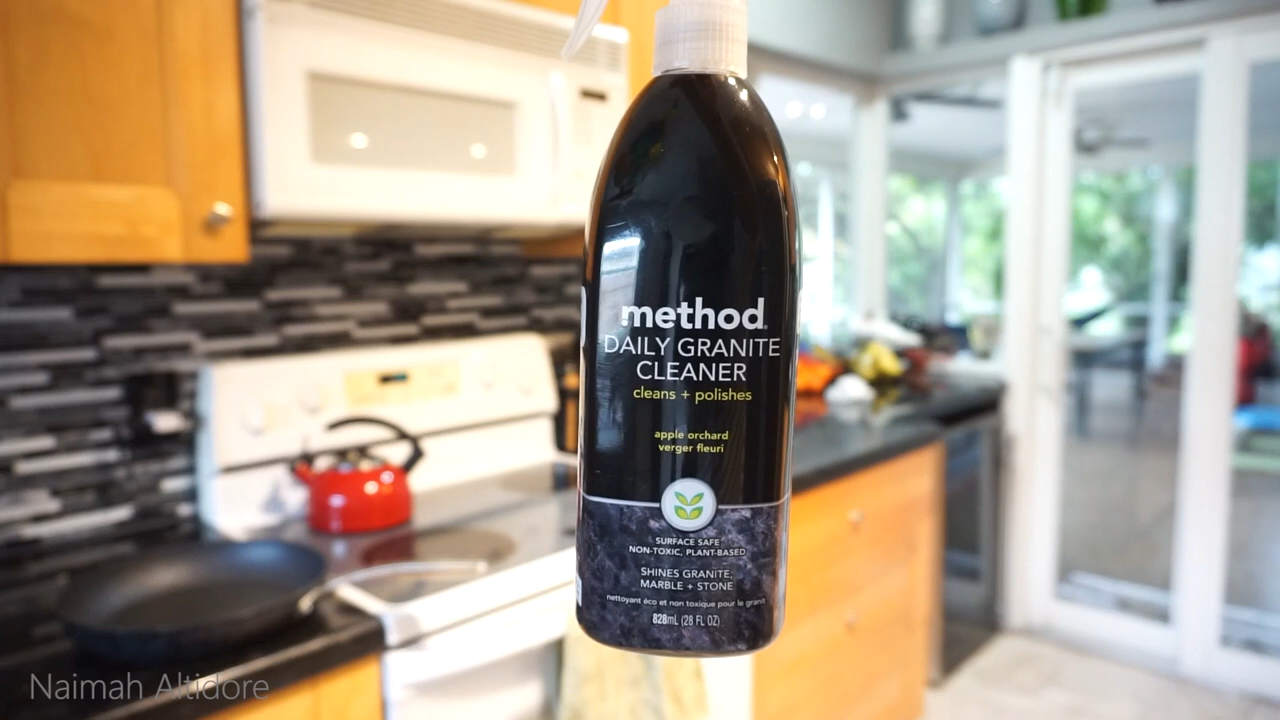 method
DAILY GRANITE
CLEANER
cleans + polishes
apple orchard
verger fleuri
SURFACE SAFE
NON-TOXIC, PLANT-BASED
SHINES GRANITE,
MARBLE + STONE
nettoyant éco et non toxique pour le granit
828mL (28 FL OZ)
Naimah Altidore